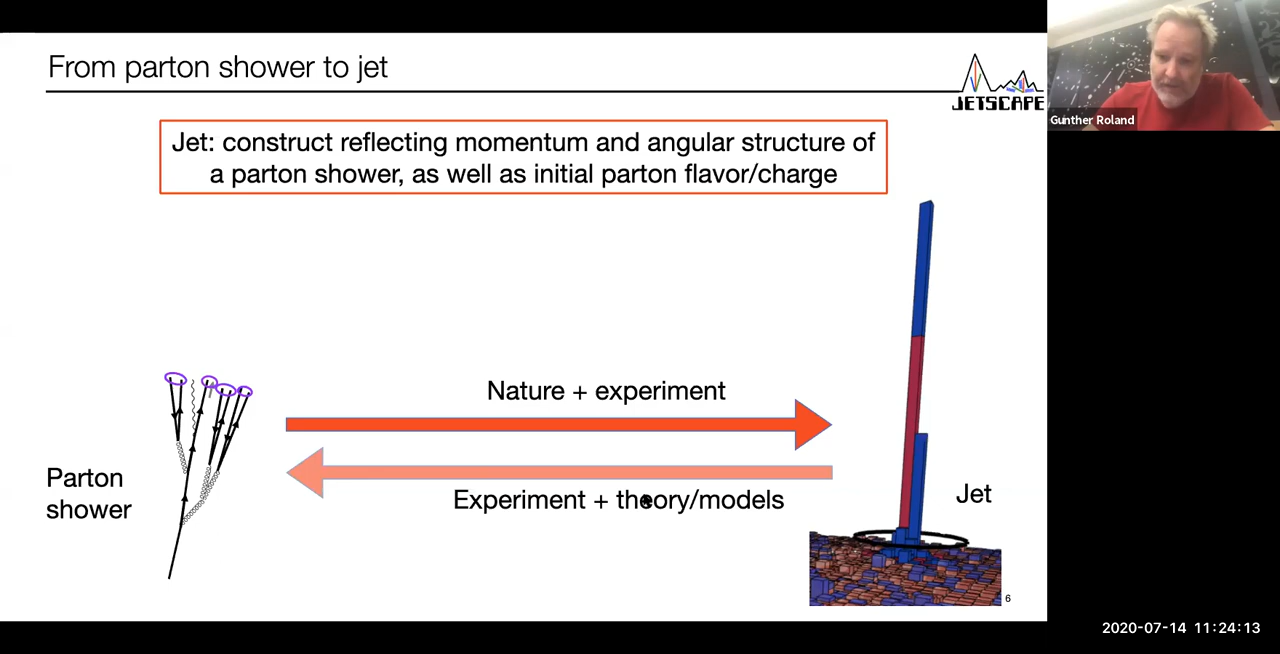 From parton shower to jet
JETSCAPE
Gunther Roland
Jet: construct reflecting momentum and angular structure of
a parton shower, as well as initial parton flavor/charge
Nature + experiment
Parton
shower
Experiment + theory/models
Jet
6
2020-07-14 11:24:13